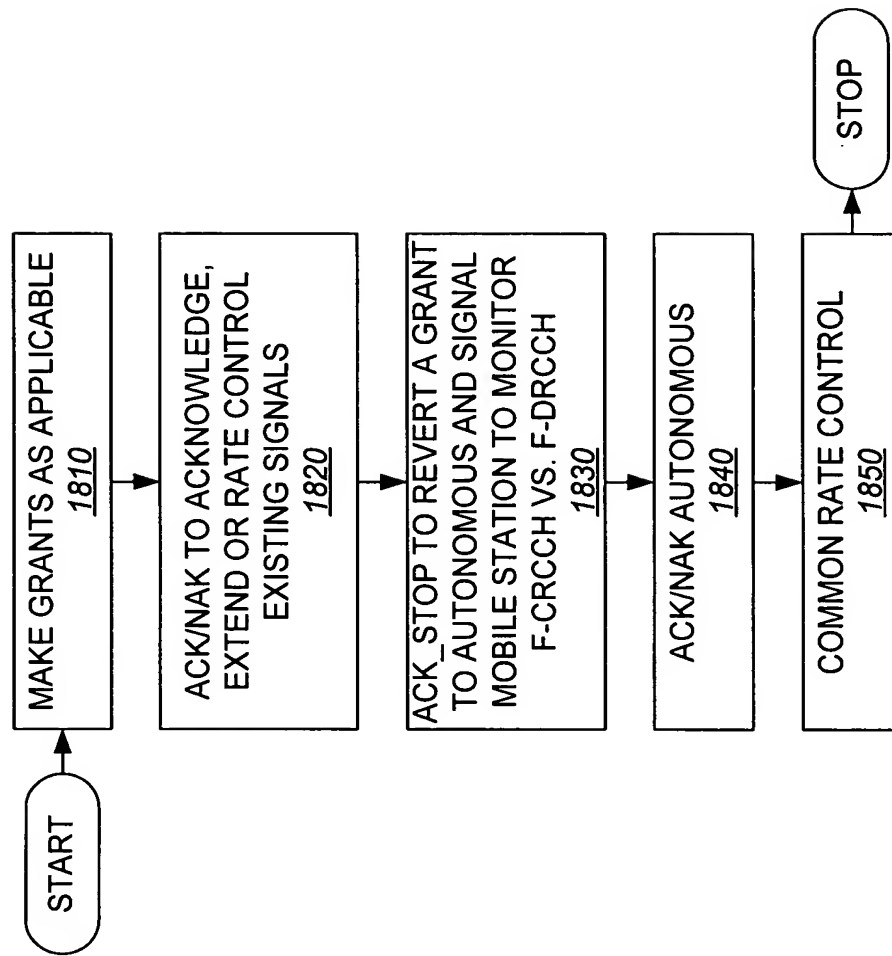 START
MAKE GRANTS AS APPLICABLE
1810
ACK/NAK TO ACKNOWLEDGE,
EXTEND OR RATE CONTROL
EXISTING SIGNALS
1820
ACK_STOP TO REVERT A GRANT
TO AUTONOMOUS AND SIGNAL
MOBILE STATION TO MONITOR
F-CRCCH VS. F-DRCCH
1830
ACK/NAK AUTONOMOUS
1840
COMMON RATE CONTROL
1850
STOP